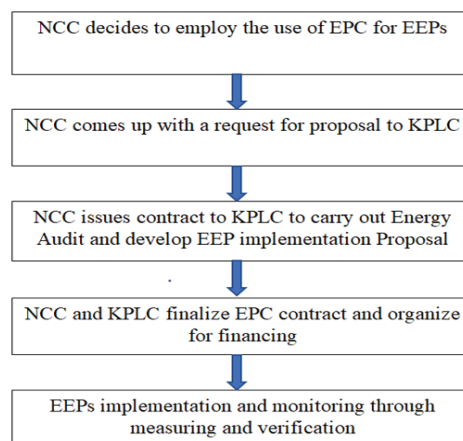 NCC decides to employ the use of EPC for EEPs
NCC comes up with a request for proposal to KPLC
NCC issues contract to KPLC to carry out Energy
Audit and develop EEP implementation Proposal
NCC and KPLC finalize EPC contract and organize
for financing
EEPs implementation and monitoring through
measuring and verification